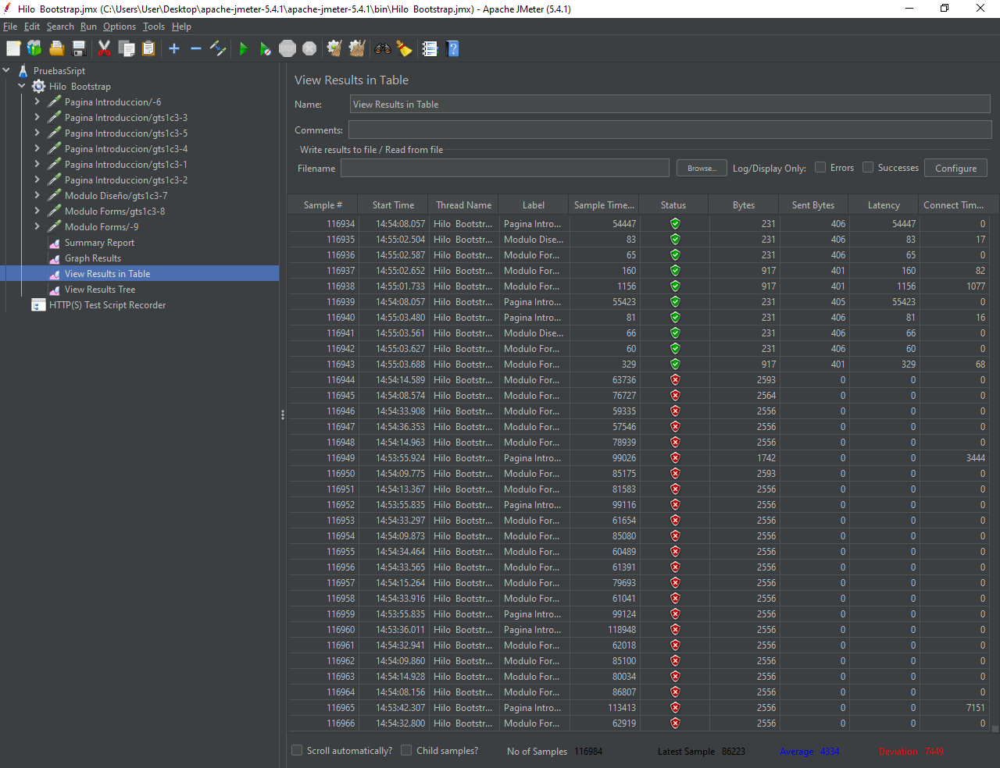 Hilo  Bootstrap.jmx (C:\Users\User\Desktop\apache-jmeter-5.4.1\apache-jmeter-5.4.1\bin\Hilo  Bootstrap.jmx) - Apache JMeter (5.4.1)
File Edit Search Run Options Tools Help
STOP
PruebasSript
Hilo  Bootstrap
Pagina Introduccion/-6
Pagina Introduccion/gts1c3-3
Pagina Introduccion/gts1c3-5
Pagina Introduccion/gts1c3-4
Pagina Introduccion/gts1c3-1
Pagina Introduccion/gts1c3-2
Modulo Diseño/gts1c3-7
Modulo Forms/gts1c3-8
Modulo Forms/-9
Summary Report
Graph Results
View Results in Table
View Results Tree
HTTP(S) Test Script Recorder
View Results in Table
Name: View Results in Table
Comments:
Write results to file / Read from file
Filename Browse... Log/Display Only: Errors Successes Configure
Sample # Start Time Thread Name Label Sample Time... Status Bytes Sent Bytes Latency Connect Tim...
116934 14:54:08.057 Hilo  Bootstr... Pagina Intro... 54447 231 406 54447 0
116935 14:55:02.504 Hilo  Bootstr... Modulo Dise... 83 231 406 83 17
116936 14:55:02.587 Hilo  Bootstr... Modulo For... 65 231 406 65 0
116937 14:55:02.652 Hilo  Bootstr... Modulo For... 160 917 401 160 82
116938 14:55:01.733 Hilo  Bootstr... Modulo For... 1156 917 401 1156 1077
116939 14:54:08.057 Hilo  Bootstr... Pagina Intro... 55423 231 405 55423 0
116940 14:55:03.480 Hilo  Bootstr... Pagina Intro... 81 231 406 81 16
116941 14:55:03.561 Hilo  Bootstr... Modulo Dise... 66 231 406 66 0
116942 14:55:03.627 Hilo  Bootstr... Modulo For... 60 231 406 60 0
116943 14:55:03.688 Hilo  Bootstr... Modulo For... 329 917 401 329 68
116944 14:54:14.589 Hilo  Bootstr... Modulo For... 63736 2593 0 0 0
116945 14:54:08.574 Hilo  Bootstr... Modulo For... 76727 2564 0 0 0
116946 14:54:33.908 Hilo  Bootstr... Modulo For... 59335 2556 0 0 0
116947 14:54:36.353 Hilo  Bootstr... Modulo For... 57546 2556 0 0 0
116948 14:54:14.963 Hilo  Bootstr... Modulo For... 78939 2556 0 0 0
116949 14:53:55.924 Hilo  Bootstr... Pagina Intro... 99026 1742 0 0 3444
116950 14:54:09.775 Hilo  Bootstr... Modulo For... 85175 2593 0 0 0
116951 14:54:13.367 Hilo  Bootstr... Modulo For... 81583 2556 0 0 0
116952 14:53:55.835 Hilo  Bootstr... Pagina Intro... 99116 2556 0 0 0
116953 14:54:33.297 Hilo  Bootstr... Modulo For... 61654 2556 0 0 0
116954 14:54:09.873 Hilo  Bootstr... Modulo For... 85080 2556 0 0 0
116955 14:54:34.464 Hilo  Bootstr... Modulo For... 60489 2556 0 0 0
116956 14:54:33.565 Hilo  Bootstr... Modulo For... 61391 2556 0 0 0
116957 14:54:15.264 Hilo  Bootstr... Modulo For... 79693 2556 0 0 0
116958 14:54:33.916 Hilo  Bootstr... Modulo For... 61041 2556 0 0 0
116959 14:53:55.835 Hilo  Bootstr... Pagina Intro... 99124 2556 0 0 0
116960 14:53:36.011 Hilo  Bootstr... Pagina Intro... 118948 2556 0 0 0
116961 14:54:32.941 Hilo  Bootstr... Modulo For... 62018 2556 0 0 0
116962 14:54:09.860 Hilo  Bootstr... Modulo For... 85100 2556 0 0 0
116963 14:54:14.928 Hilo  Bootstr... Modulo For... 80034 2556 0 0 0
116964 14:54:08.156 Hilo  Bootstr... Modulo For... 86807 2556 0 0 0
116965 14:53:42.307 Hilo  Bootstr... Pagina Intro... 113413 2556 0 0 7151
116966 14:54:32.800 Hilo  Bootstr... Modulo For... 62919 2556 0 0 0
Scroll automatically? Child samples? No of Samples 116984 Latest Sample 86223 Average 4334 Deviation 7449